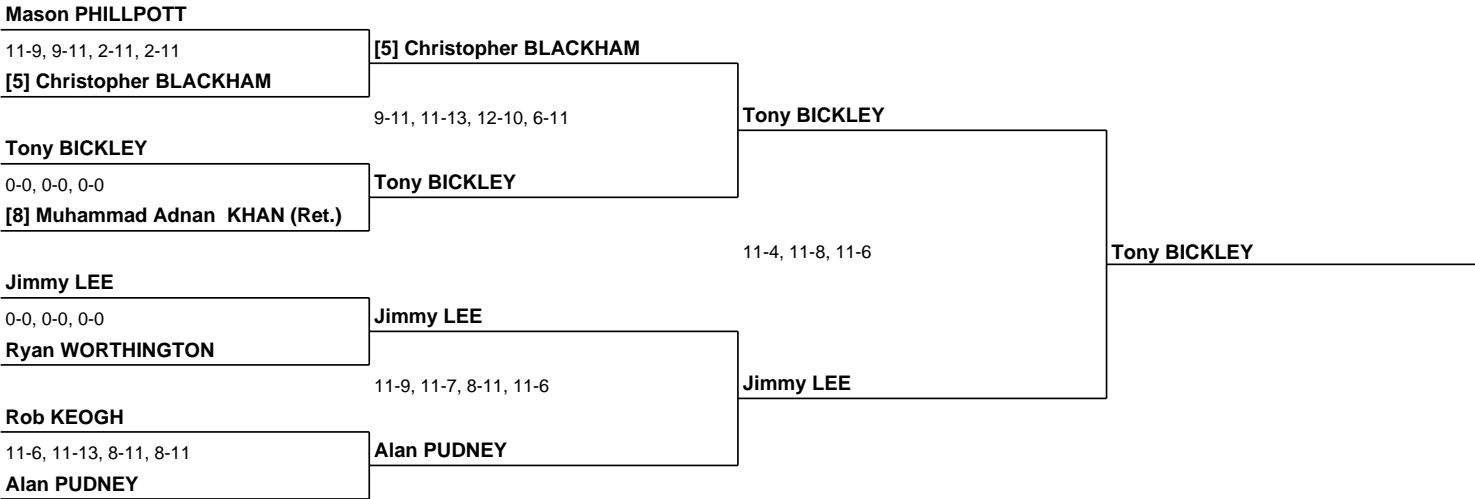 Mason PHILLPOTT
11-9, 9-11, 2-11, 2-11
[5] Christopher BLACKHAM
[5] Christopher BLACKHAM
9-11, 11-13, 12-10, 6-11
Tony BICKLEY
Tony BICKLEY
0-0, 0-0, 0-0
Tony BICKLEY
[8] Muhammad Adnan  KHAN (Ret.)
11-4, 11-8, 11-6
Tony BICKLEY
Jimmy LEE
0-0, 0-0, 0-0
Jimmy LEE
Ryan WORTHINGTON
11-9, 11-7, 8-11, 11-6
Jimmy LEE
Rob KEOGH
11-6, 11-13, 8-11, 8-11
Alan PUDNEY
Alan PUDNEY